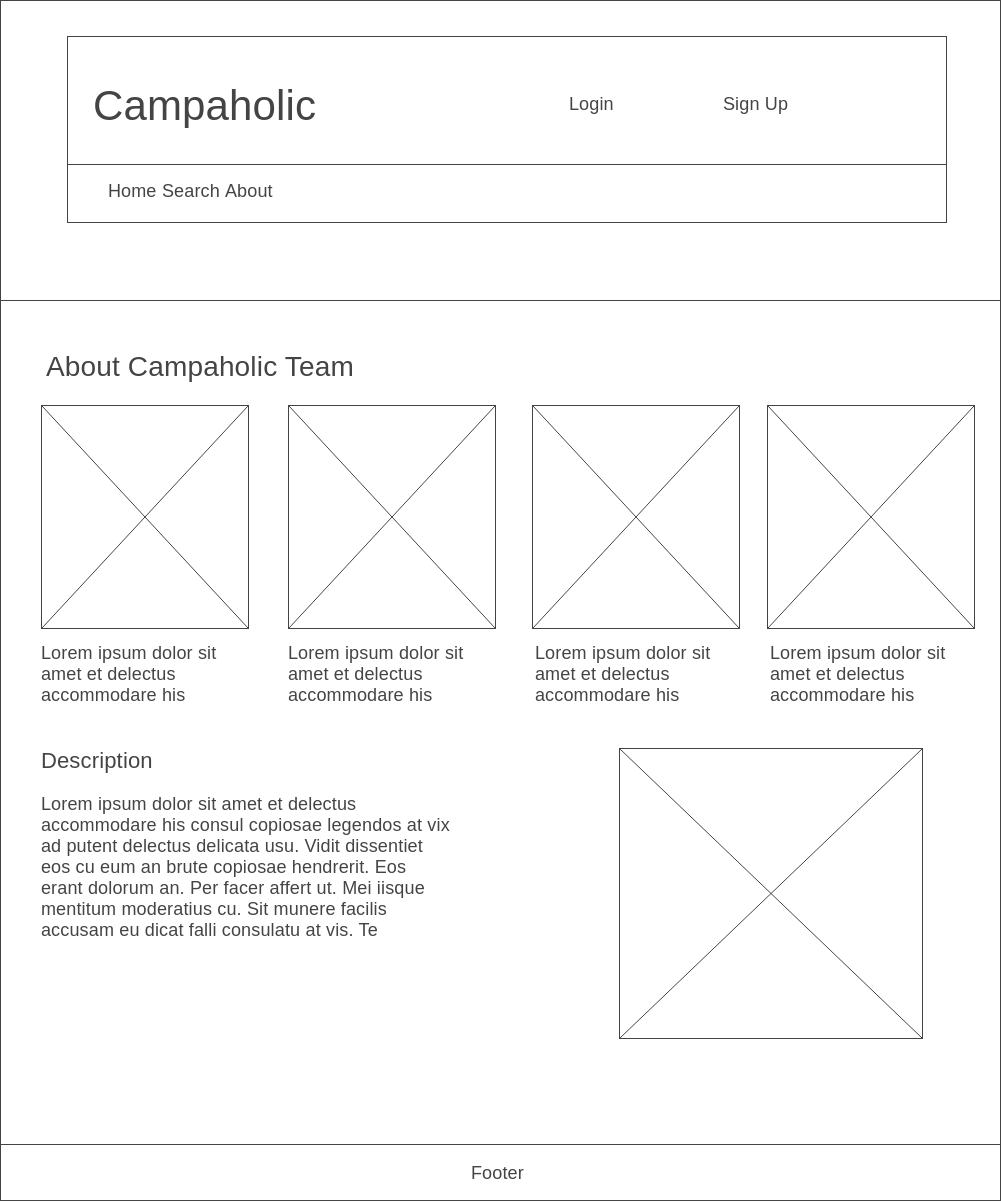 Campaholic
Login
Sign Up
Home Search About
About Campaholic Team
Lorem ipsum dolor sit
amet et delectus
accommodare his
Lorem ipsum dolor sit
amet et delectus
accommodare his
Lorem ipsum dolor sit
amet et delectus
accommodare his
Lorem ipsum dolor sit
amet et delectus
accommodare his
Description
Lorem ipsum dolor sit amet et delectus
accommodare his consul copiosae legendos at vix
ad putent delectus delicata usu. Vidit dissentiet
eos cu eum an brute copiosae hendrerit. Eos
erant dolorum an. Per facer affert ut. Mei iisque
mentitum moderatius cu. Sit munere facilis
accusam eu dicat falli consulatu at vis. Te
Footer